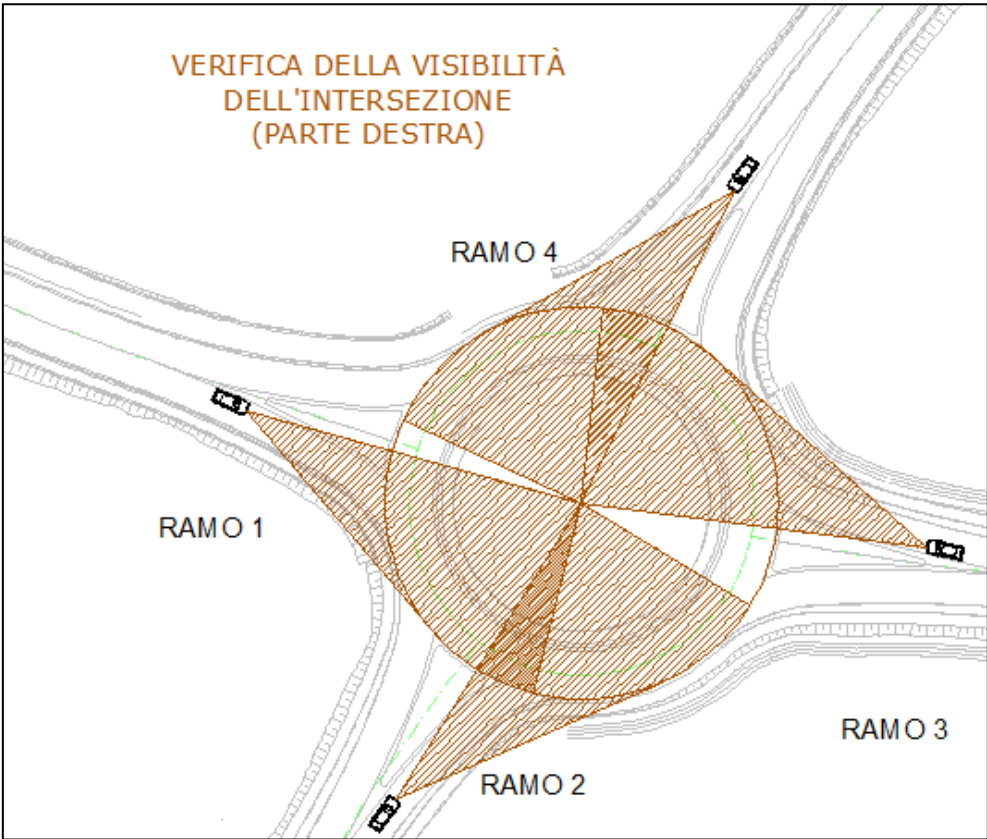 VERIFICA DELLA VISIBILITÀ
DELL'INTERSEZIONE
(PARTE DESTRA)
RAMO 4
RAMO 1
RAMO 3
RAMO 2